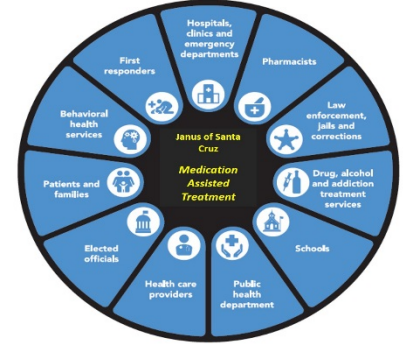 Hospitals,
clinics and
emergency
departments
Pharmacists
Law
enforcement,
jails and
corrections
Drug, alcohol
and addiction
treatment
services
Schools
Public
health
department
Health care
providers
Elected
officials
Patients and
families
Behavioral
health
services
First
responders
Janus of Santa
Cruz
Medication
Assisted
Treatment